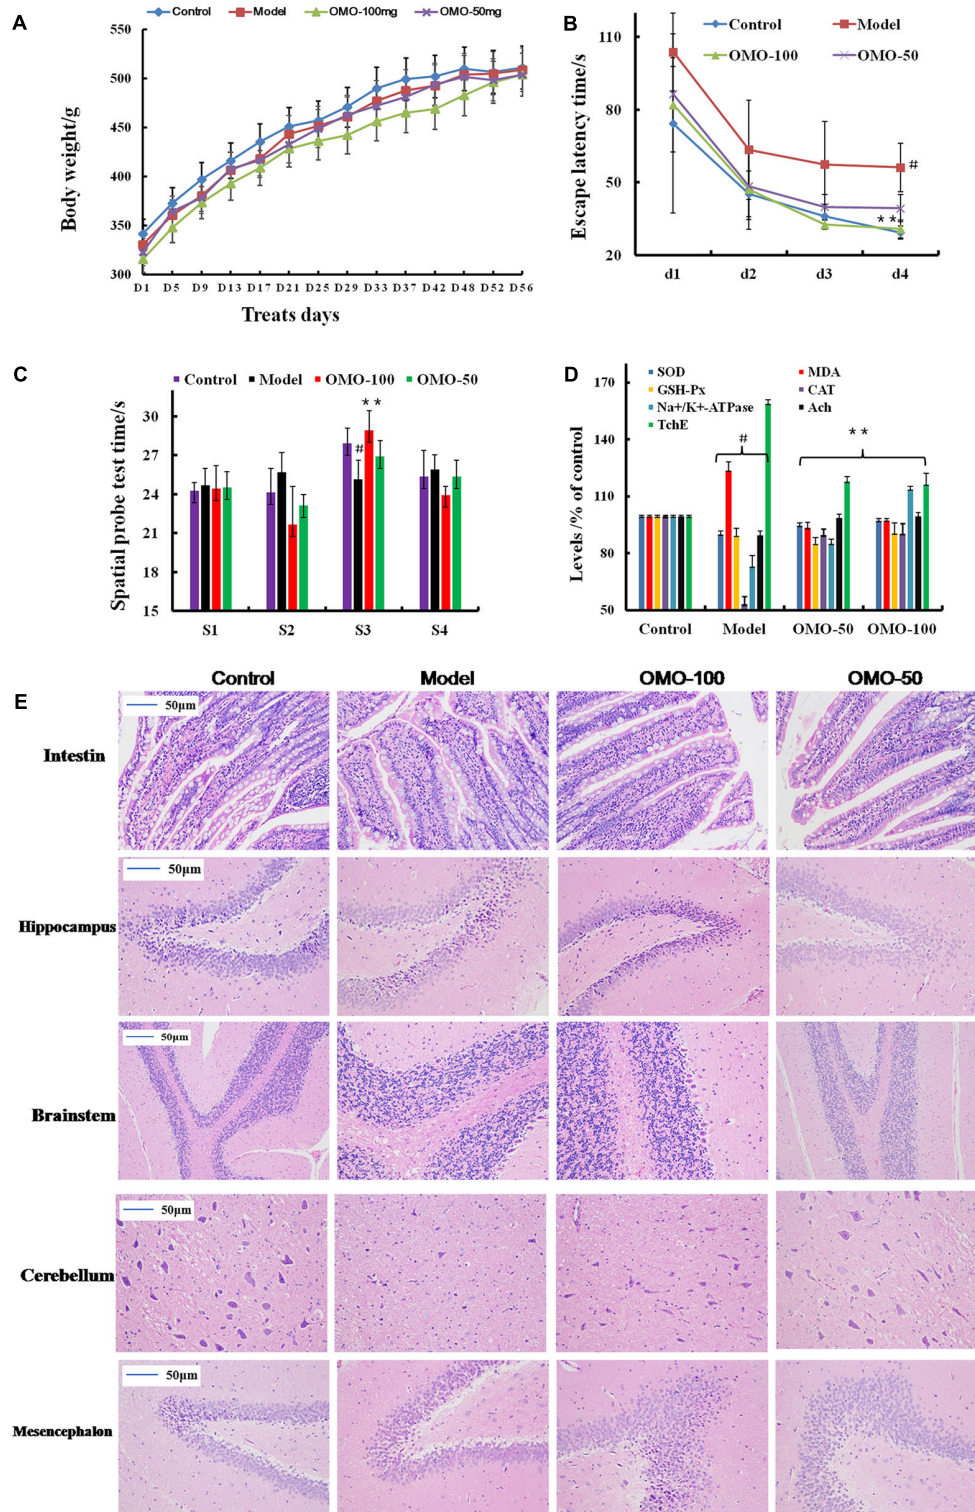 A
Control Model OMO-100mg OMO-50mg
550
500
450
400
350
300
Body weight/g
D1 D5 D9 D13 D17 D21 D25 D29 D33 D37 D42 D48 D52 D56
Treats days
B
Control Model
OMO-100 OMO-50
110
80
50
20
Escape latency time/s
#
**
d1 d2 d3 d4
C
Control Model OMO-100 OMO-50
30
27
24
21
18
15
Spatial probe test time/s
#
**
S1 S2 S3 S4
D
SOD MDA
GSH-Px CAT
Na+/K+-ATPase Ach
TchE
170
140
110
80
50
Levels /% of control
#
**
Control Model OMO-50 OMO-100
E
Control Model OMO-100 OMO-50
50μm
Intestin
50μm
Hippocampus
50μm
Brainstem
50μm
Cerebellum
50μm
Mesencephalon